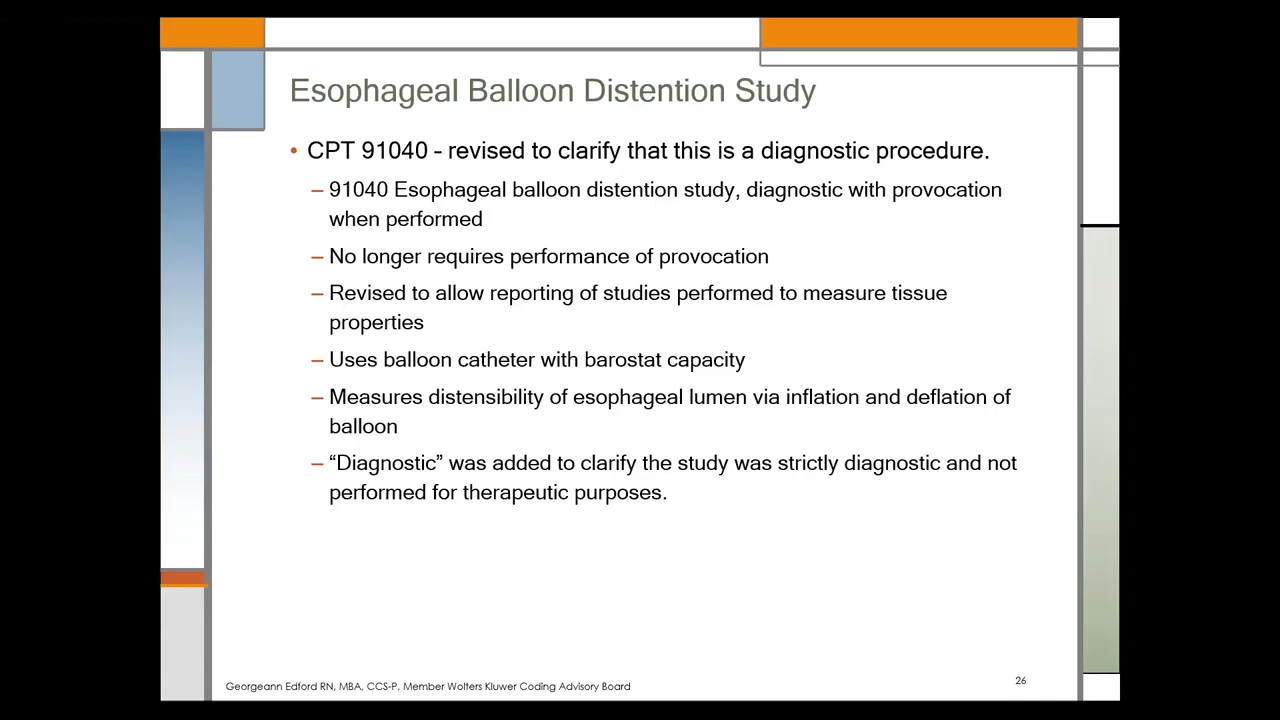 Esophageal Balloon Distention Study
• CPT 91040 - revised to clarify that this is a diagnostic procedure.
– 91040 Esophageal balloon distention study, diagnostic with provocation
when performed
– No longer requires performance of provocation
– Revised to allow reporting of studies performed to measure tissue
properties
– Uses balloon catheter with barostat capacity
– Measures distensibility of esophageal lumen via inflation and deflation of
balloon
– “Diagnostic” was added to clarify the study was strictly diagnostic and not
performed for therapeutic purposes.
Georgeann Edford RN, MBA, CCS-P, Member Wolters Kluwer Coding Advisory Board
26